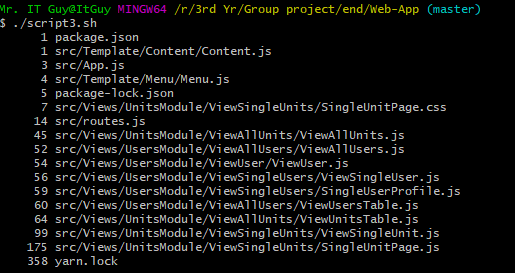 Mr. IT Guy@ItGuy MINGW64 /r/3rd Yr/Group project/end/Web-App (master)
$ ./script3.sh
1 package.json
1 src/Template/Content/Content.js
3 src/App.js
4 src/Template/Menu/Menu.js
5 package-lock.json
7 src/Views/UnitsModule/ViewSingleUnits/SingleUnitPage.css
14 src/routes.js
45 src/Views/UnitsModule/ViewAllUnits/ViewAllUnits.js
52 src/Views/UsersModule/ViewAllUsers/ViewAllUsers.js
54 src/Views/UsersModule/ViewUser/ViewUser.js
56 src/Views/UsersModule/ViewSingleUsers/ViewSingleUser.js
59 src/Views/UsersModule/ViewSingleUsers/SingleUserProfile.js
60 src/Views/UsersModule/ViewAllUsers/ViewUsersTable.js
64 src/Views/UnitsModule/ViewAllUnits/ViewUnitsTable.js
99 src/Views/UnitsModule/ViewSingleUnits/ViewSingleUnit.js
175 src/Views/UnitsModule/ViewSingleUnits/SingleUnitPage.js
358 yarn.lock